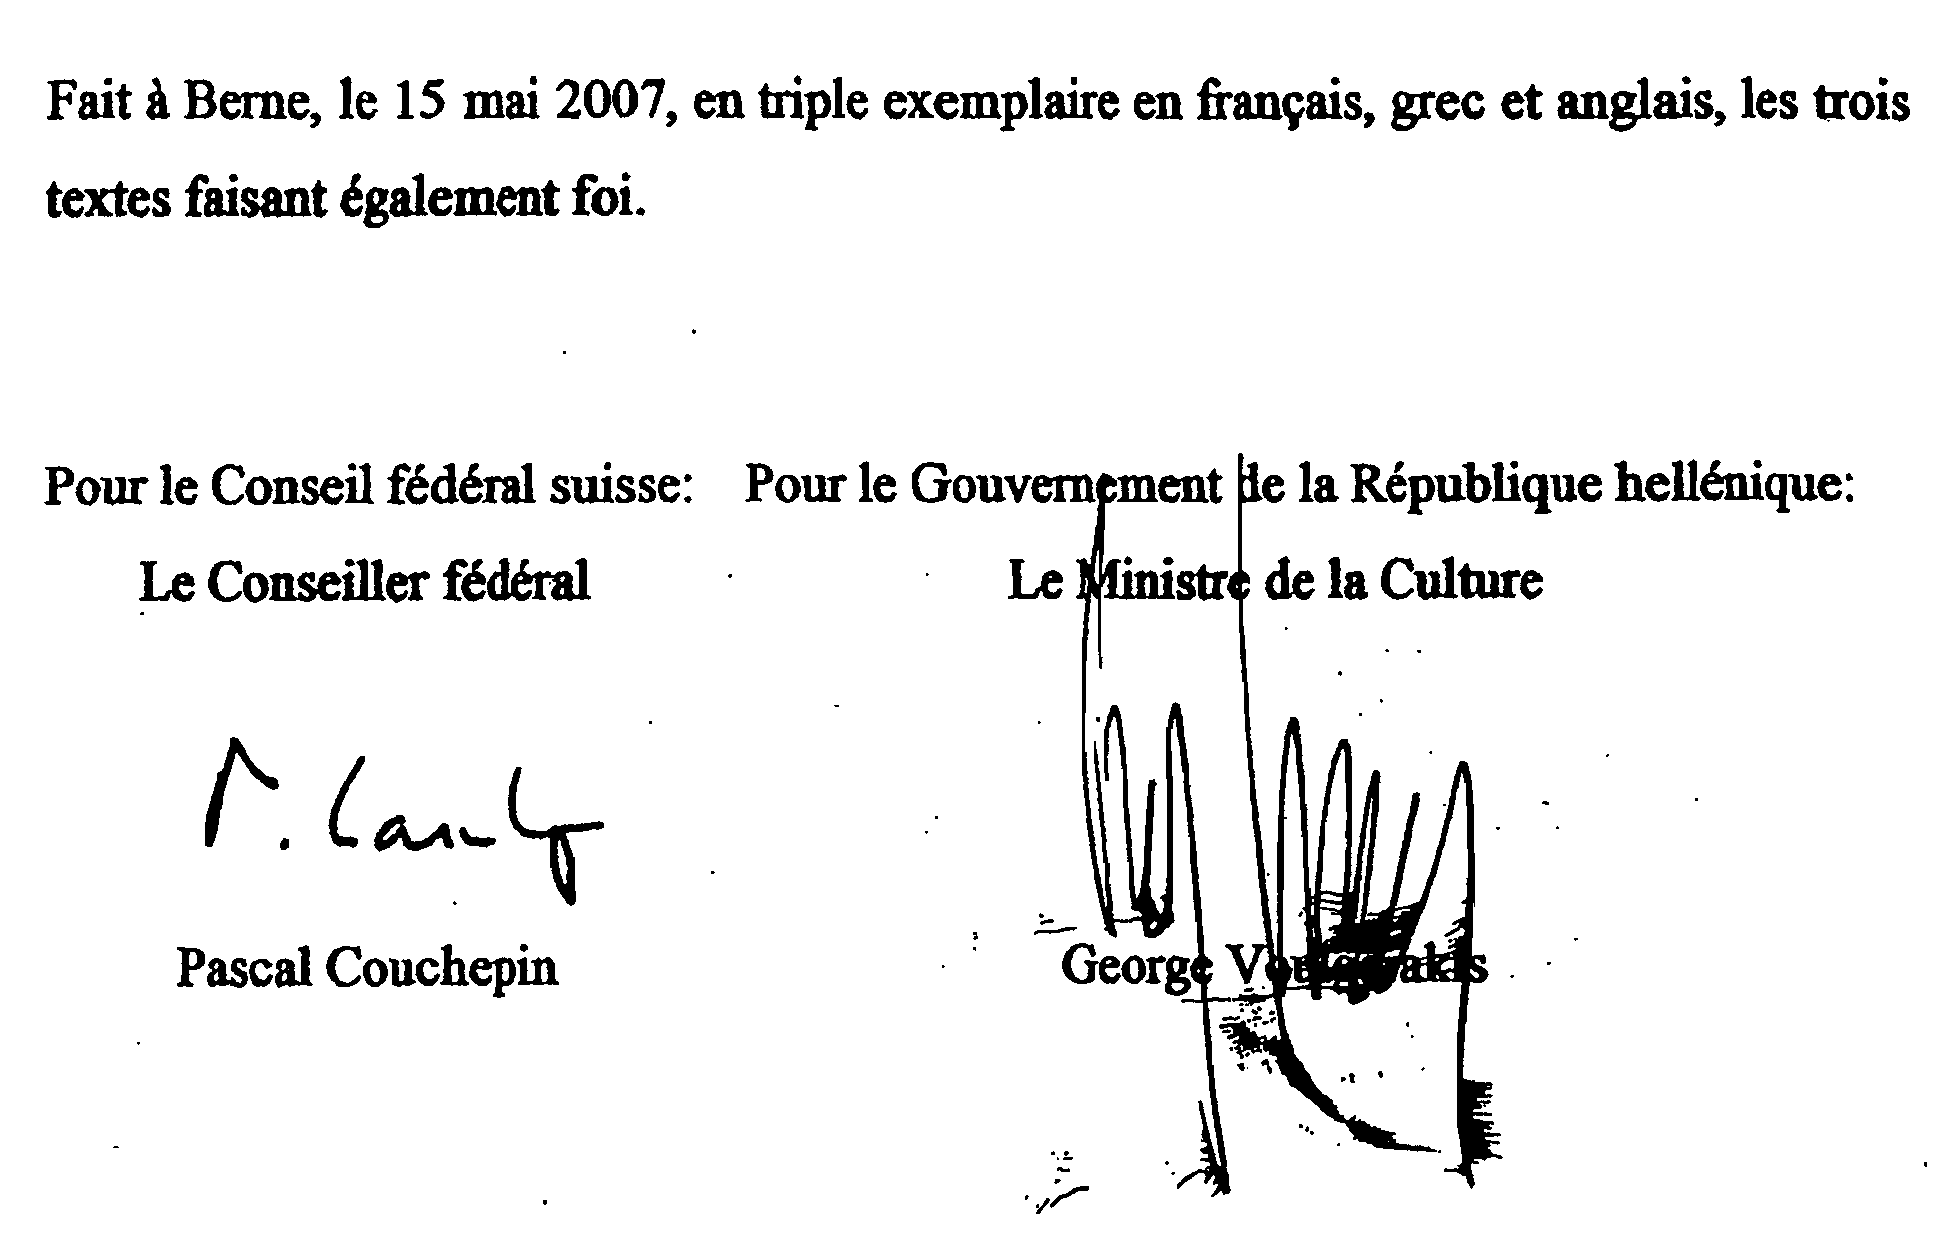 Fait à Berne, le 15 mai 2007, en triple exemplaire en français, grec et anglais, les trois
textes faisant également foi.
Pour le Conseil fédéral suisse: Pour le Gouvernement de la République hellénique:
Le Conseiller fédéral Le Ministre de la Culture
Pascal Couchepin George